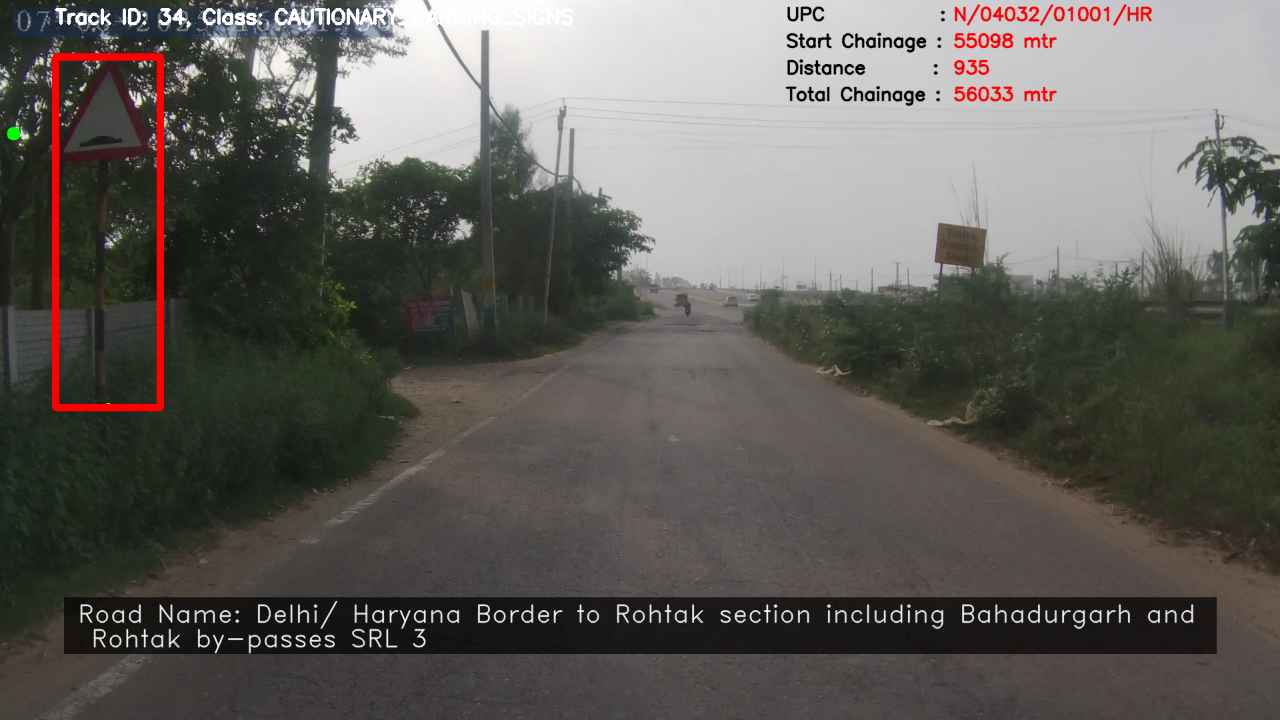 Track ID: 34, Class: CAUTIONARY_WARNING_SIGNS
UPC : N/04032/01001/HR
Start Chainage : 55098 mtr
Distance : 935
Total Chainage : 56033 mtr
Road Name: Delhi/ Haryana Border to Rohtak section including Bahadurgarh and
Rohtak by-passes SRL 3